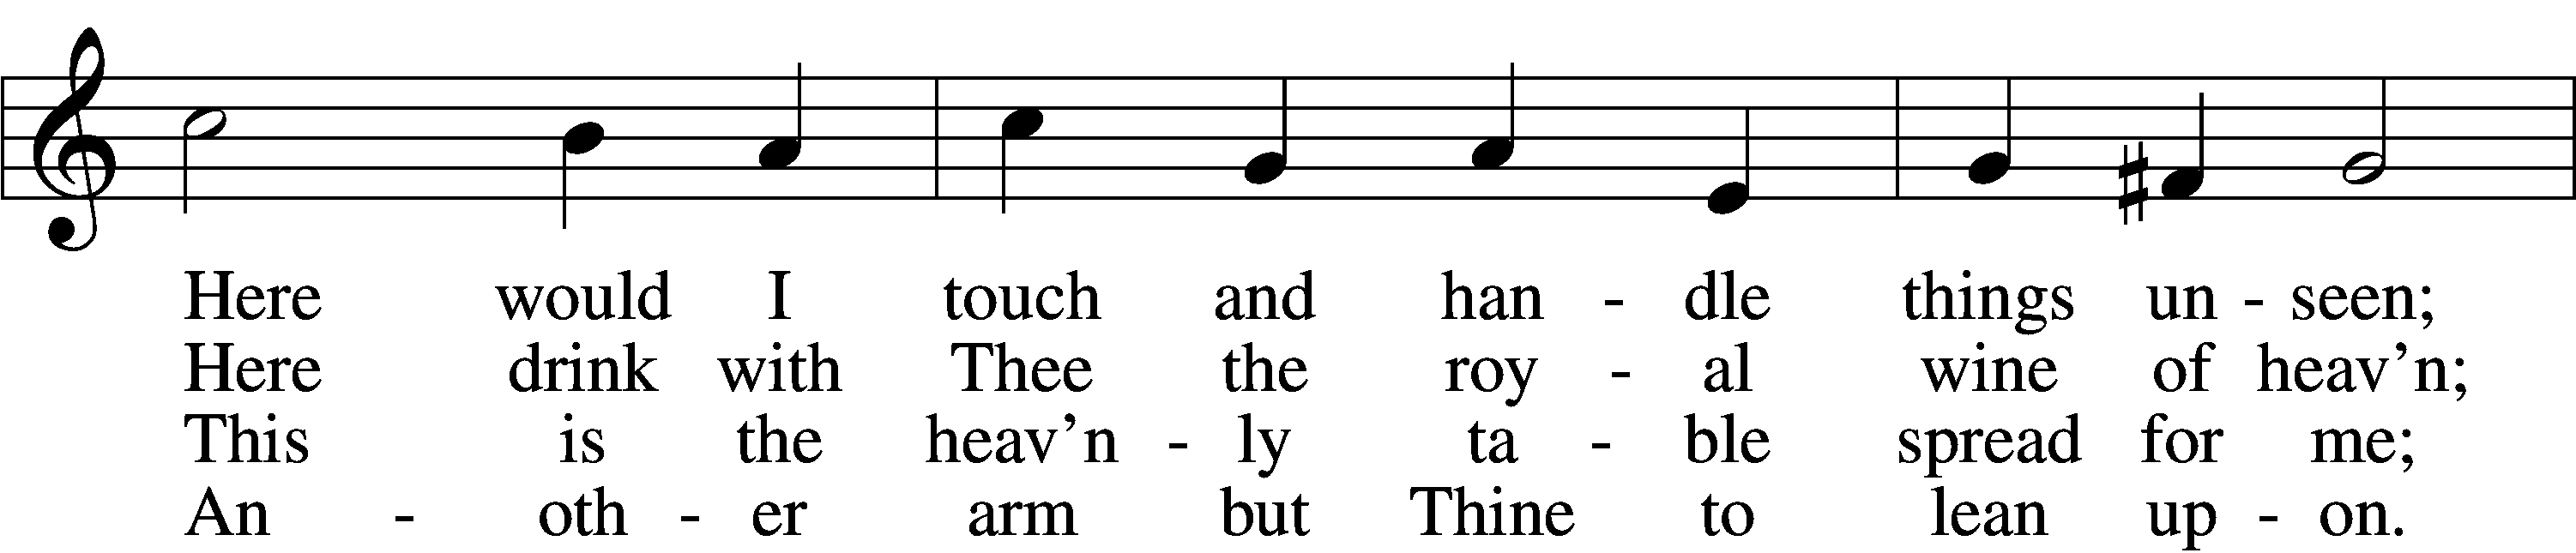 Here would I touch and han - dle things un - seen;
Here drink with Thee the roy - al wine of heav’n;
This is the heav’n - ly ta - ble spread for me;
An - oth - er arm but Thine to lean up - on.